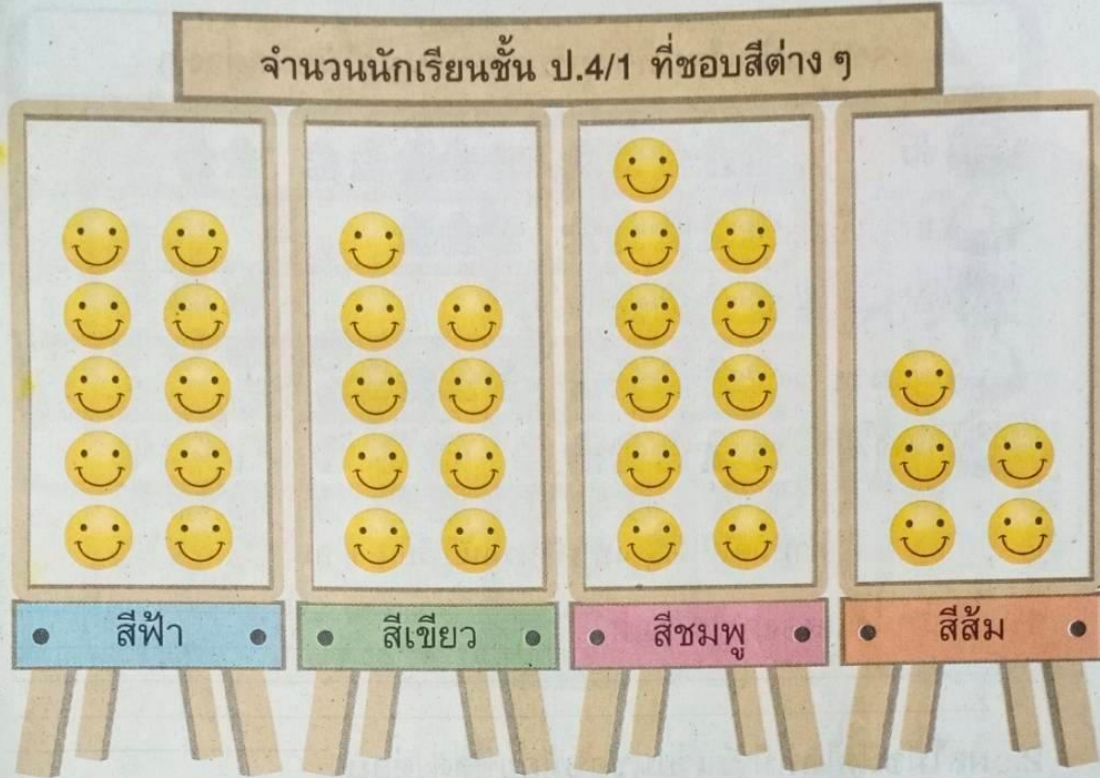 จำนวนนักเรียนชั้น ป.4/1 ที่ชอบสีต่าง ๆ
สีฟ้า
สีเขียว
สีชมพู
สีส้ม